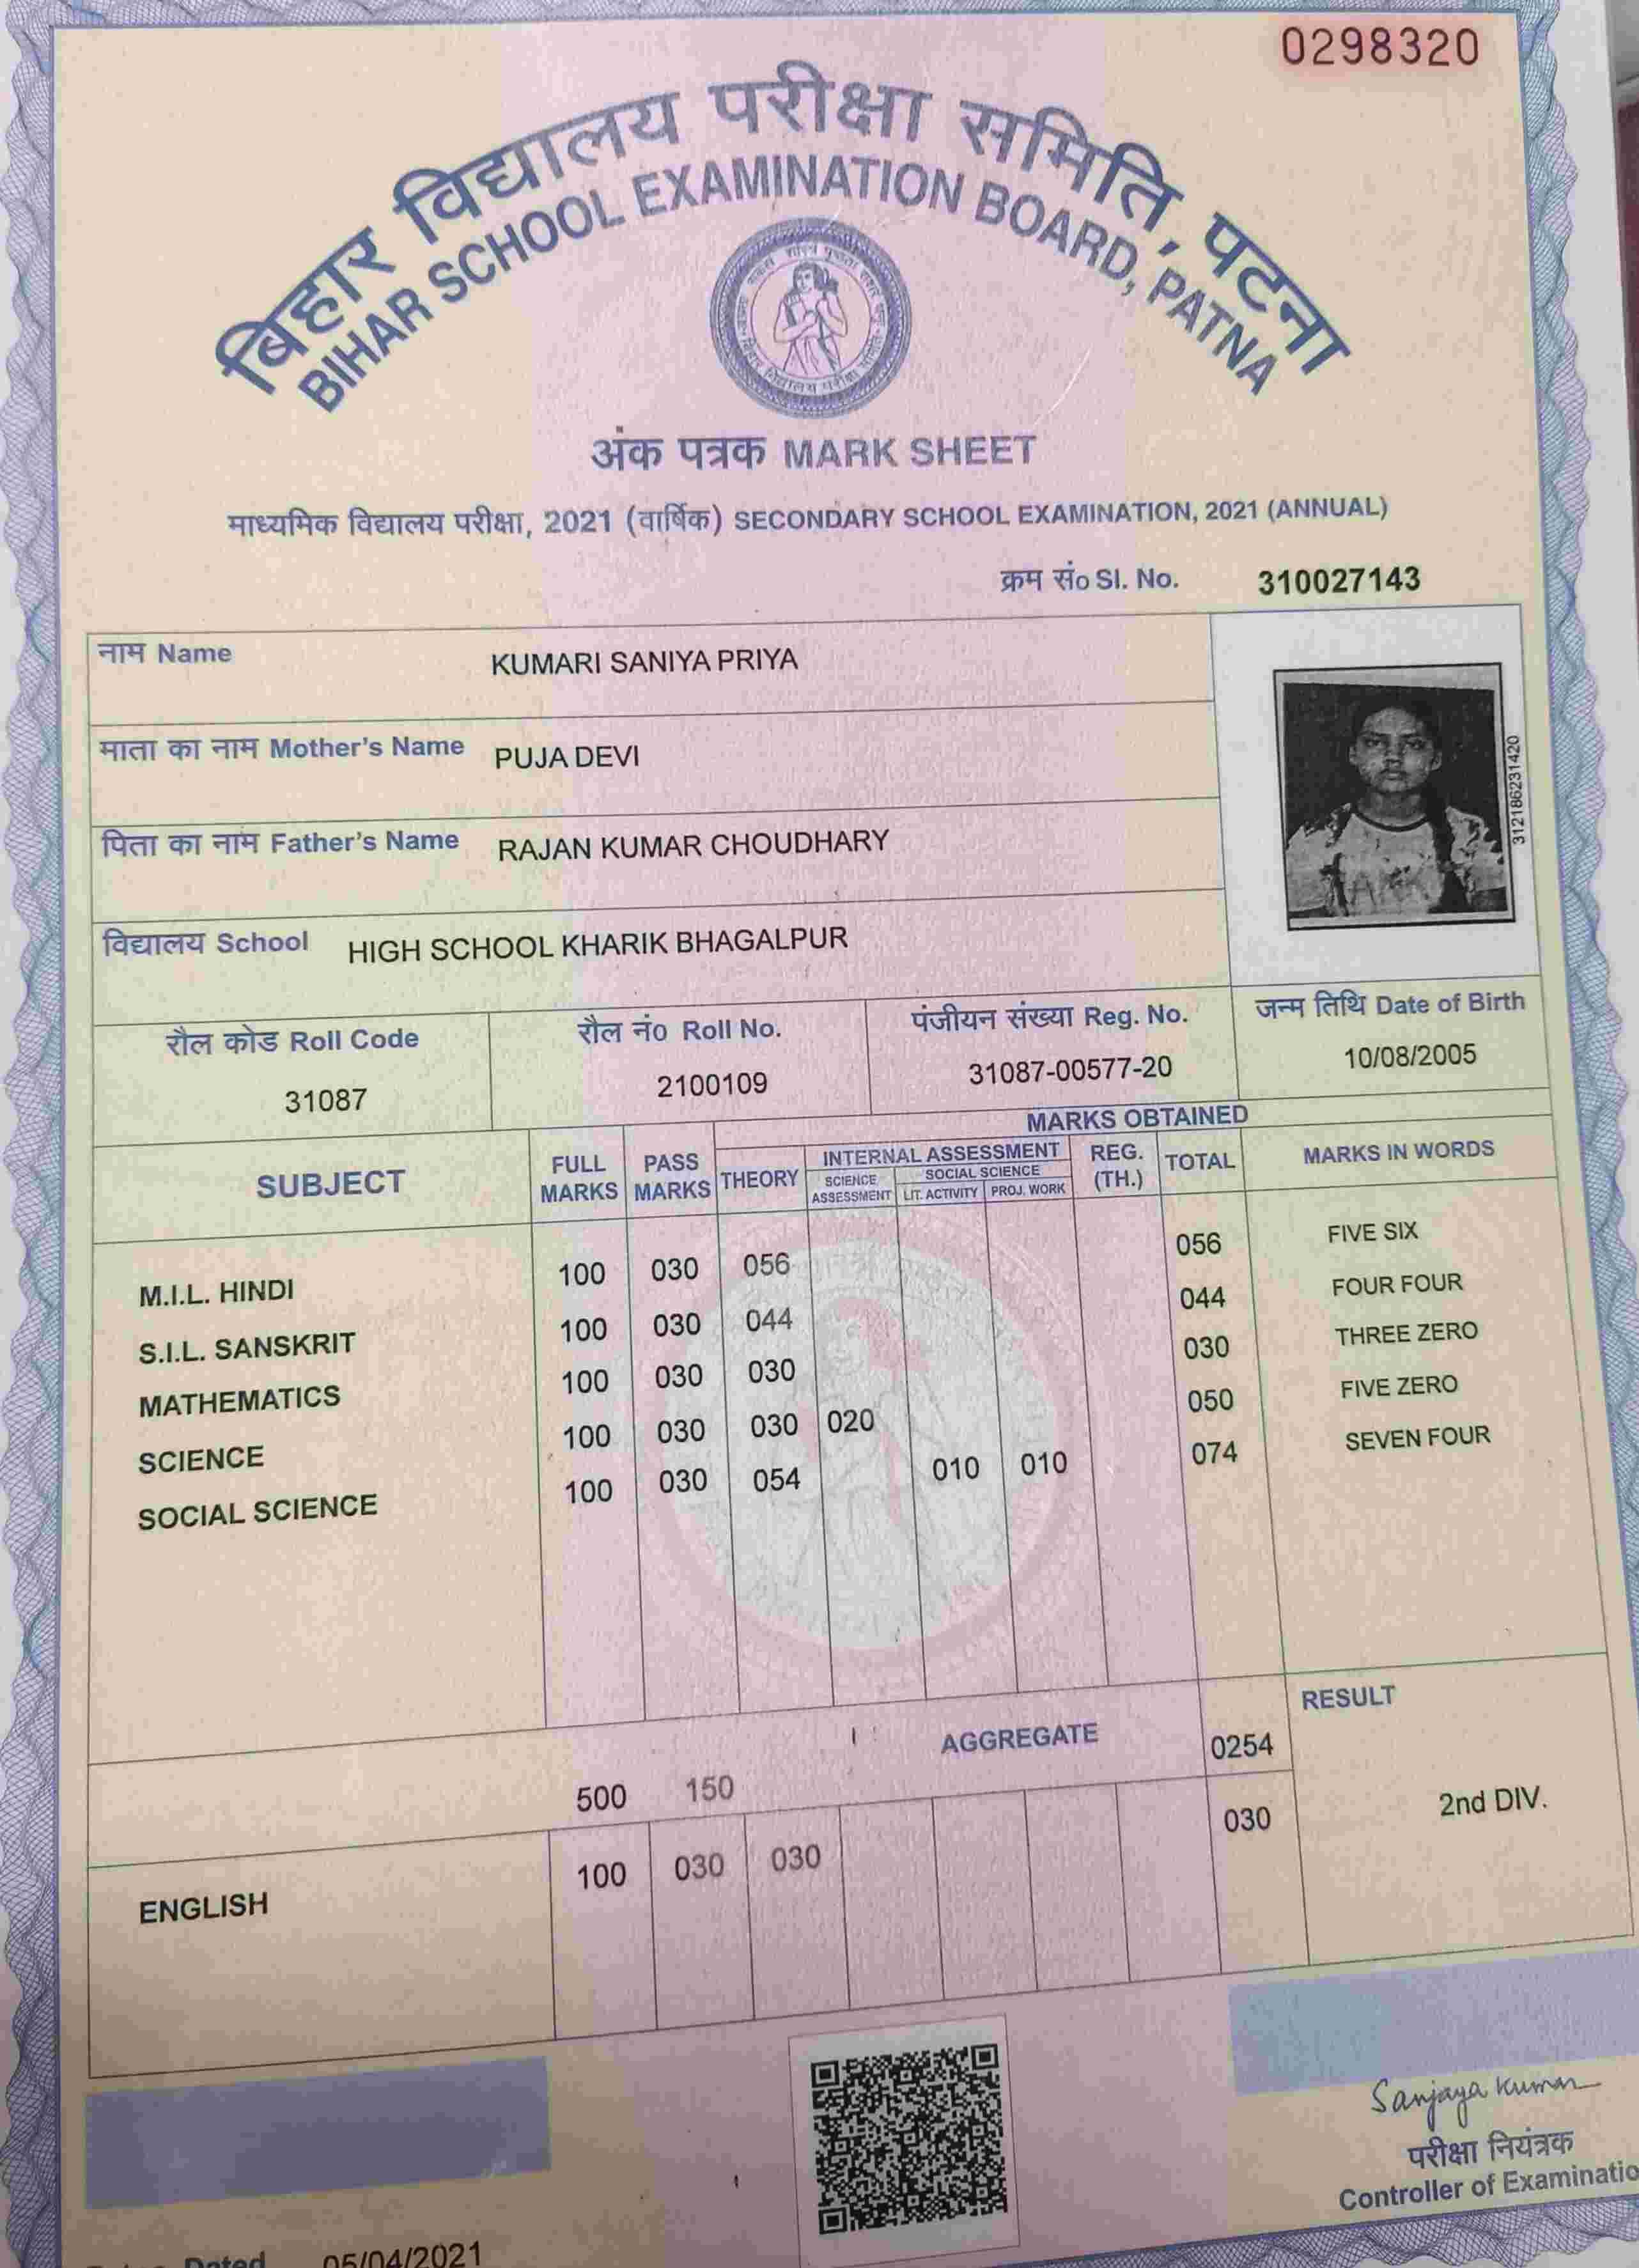 0298320
बिहार विद्यालय परीक्षा समिति, पटना
BIHAR SCHOOL EXAMINATION BOARD, PATNA
अंक पत्रक MARK SHEET
माध्यमिक विद्यालय परीक्षा, 2021 (वार्षिक) SECONDARY SCHOOL EXAMINATION, 2021 (ANNUAL)
क्रम सं० Sl. No. 310027143
नाम Name KUMARI SANIYA PRIYA
माता का नाम Mother's Name PUJA DEVI
312186231420
पिता का नाम Father's Name RAJAN KUMAR CHOUDHARY
विद्यालय School HIGH SCHOOL KHARIK BHAGALPUR
रौल कोड Roll Code रौल नं० Roll No. पंजीयन संख्या Reg. No. जन्म तिथि Date of Birth
31087 2100109 31087-00577-20 10/08/2005
MARKS OBTAINED
SUBJECT FULL MARKS PASS MARKS THEORY INTERNAL ASSESSMENT REG. (TH.) TOTAL MARKS IN WORDS
SCIENCE ASSESSMENT SOCIAL SCIENCE LIT. ACTIVITY PROJ. WORK
M.I.L. HINDI 100 030 056 056 FIVE SIX
S.I.L. SANSKRIT 100 030 044 044 FOUR FOUR
MATHEMATICS 100 030 030 030 THREE ZERO
SCIENCE 100 030 030 020 050 FIVE ZERO
SOCIAL SCIENCE 100 030 054 010 010 074 SEVEN FOUR
500 150 AGGREGATE 0254 RESULT
2nd DIV.
ENGLISH 100 030 030 030
Sanjaya Kumar
परीक्षा नियंत्रक
Controller of Examinatio
Dated 05/04/2021